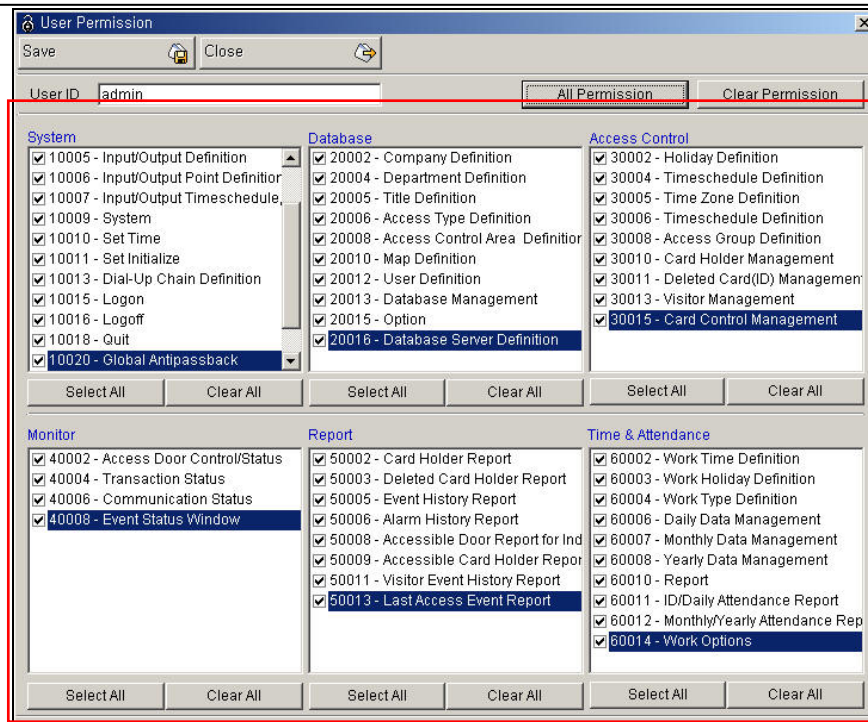 User Permission
Save
Close
User ID
admin
All Permission
Clear Permission
System
10005 - Input/Output Definition
10006 - Input/Output Point Definition
10007 - Input/Output Timeschedule,
10009 - System
10010 - Set Time
10011 - Set Initialize
10013 - Dial-Up Chain Definition
10015 - Logon
10016 - Logoff
10018 - Quit
10020 - Global Antipassback
Select All
Clear All
Database
20002 - Company Definition
20004 - Department Definition
20005 - Title Definition
20006 - Access Type Definition
20008 - Access Control Area Definition
20010 - Map Definition
20012 - User Definition
20013 - Database Management
20015 - Option
20016 - Database Server Definition
Select All
Clear All
Access Control
30002 - Holiday Definition
30004 - Timeschedule Definition
30005 - Time Zone Definition
30006 - Timeschedule Definition
30008 - Access Group Definition
30010 - Card Holder Management
30011 - Deleted Card(ID) Management
30013 - Visitor Management
30015 - Card Control Management
Select All
Clear All
Monitor
40002 - Access Door Control/Status
40004 - Transaction Status
40006 - Communication Status
40008 - Event Status Window
Select All
Clear All
Report
50002 - Card Holder Report
50003 - Deleted Card Holder Report
50005 - Event History Report
50006 - Alarm History Report
50008 - Accessible Door Report for Ind
50009 - Accessible Card Holder Repor
50011 - Visitor Event History Report
50013 - Last Access Event Report
Select All
Clear All
Time & Attendance
60002 - Work Time Definition
60003 - Work Holiday Definition
60004 - Work Type Definition
60006 - Daily Data Management
60007 - Monthly Data Management
60008 - Yearly Data Management
60010 - Report
60011 - ID/Daily Attendance Report
60012 - Monthly/Yearly Attendance Rep
60014 - Work Options
Select All
Clear All